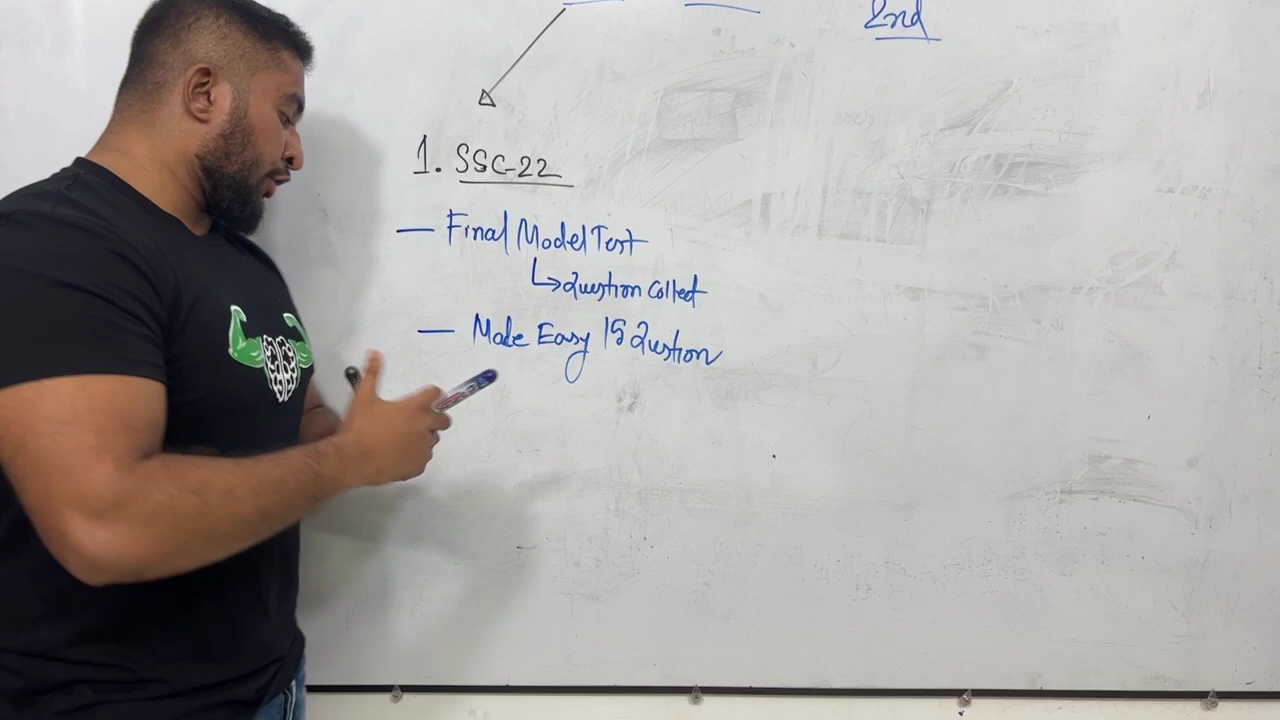 2nd
1. SSC-22
— Final Model Test
↳ Question Collect
— Made Easy 15 Question